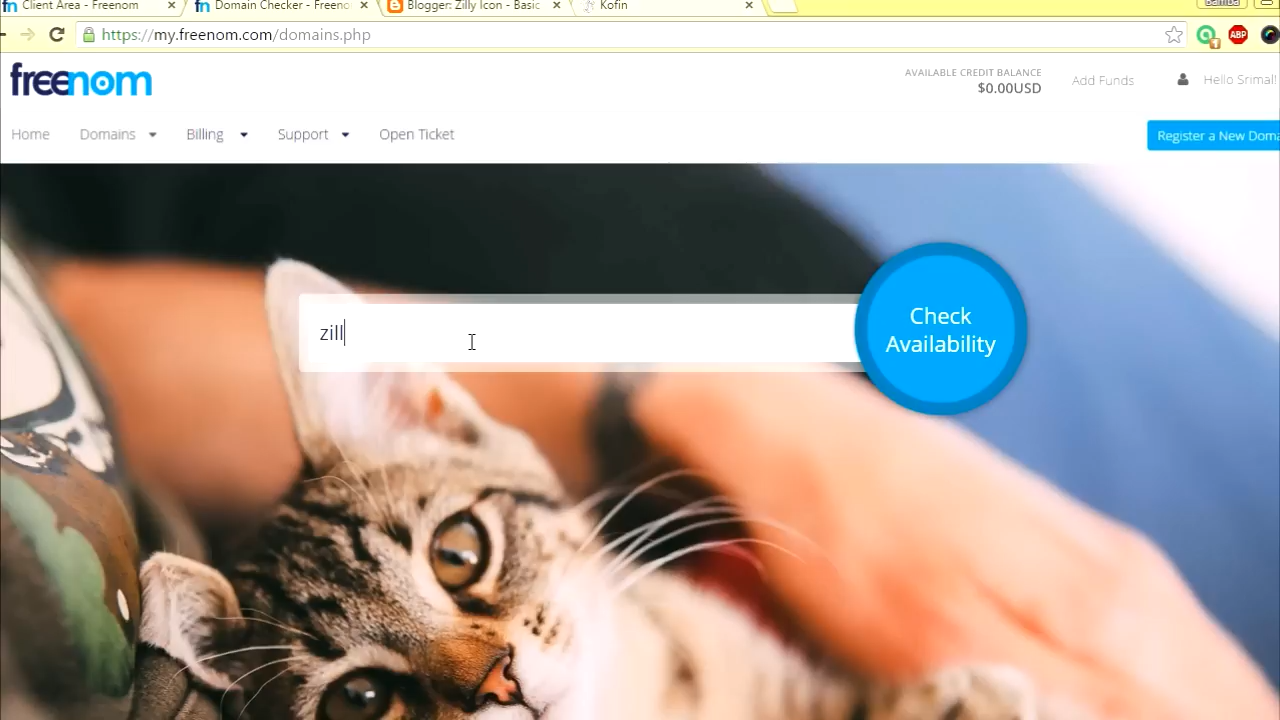 Client Area - Freenom
Domain Checker - Freeno
Blogger: Zilly Icon - Basic
Kofin
https://my.freenom.com/domains.php
ABP
freenom
AVAILABLE CREDIT BALANCE
$0.00USD
Add Funds
Hello Srimal
Home
Domains
Billing
Support
Open Ticket
Register a New Doma
zill
Check
Availability